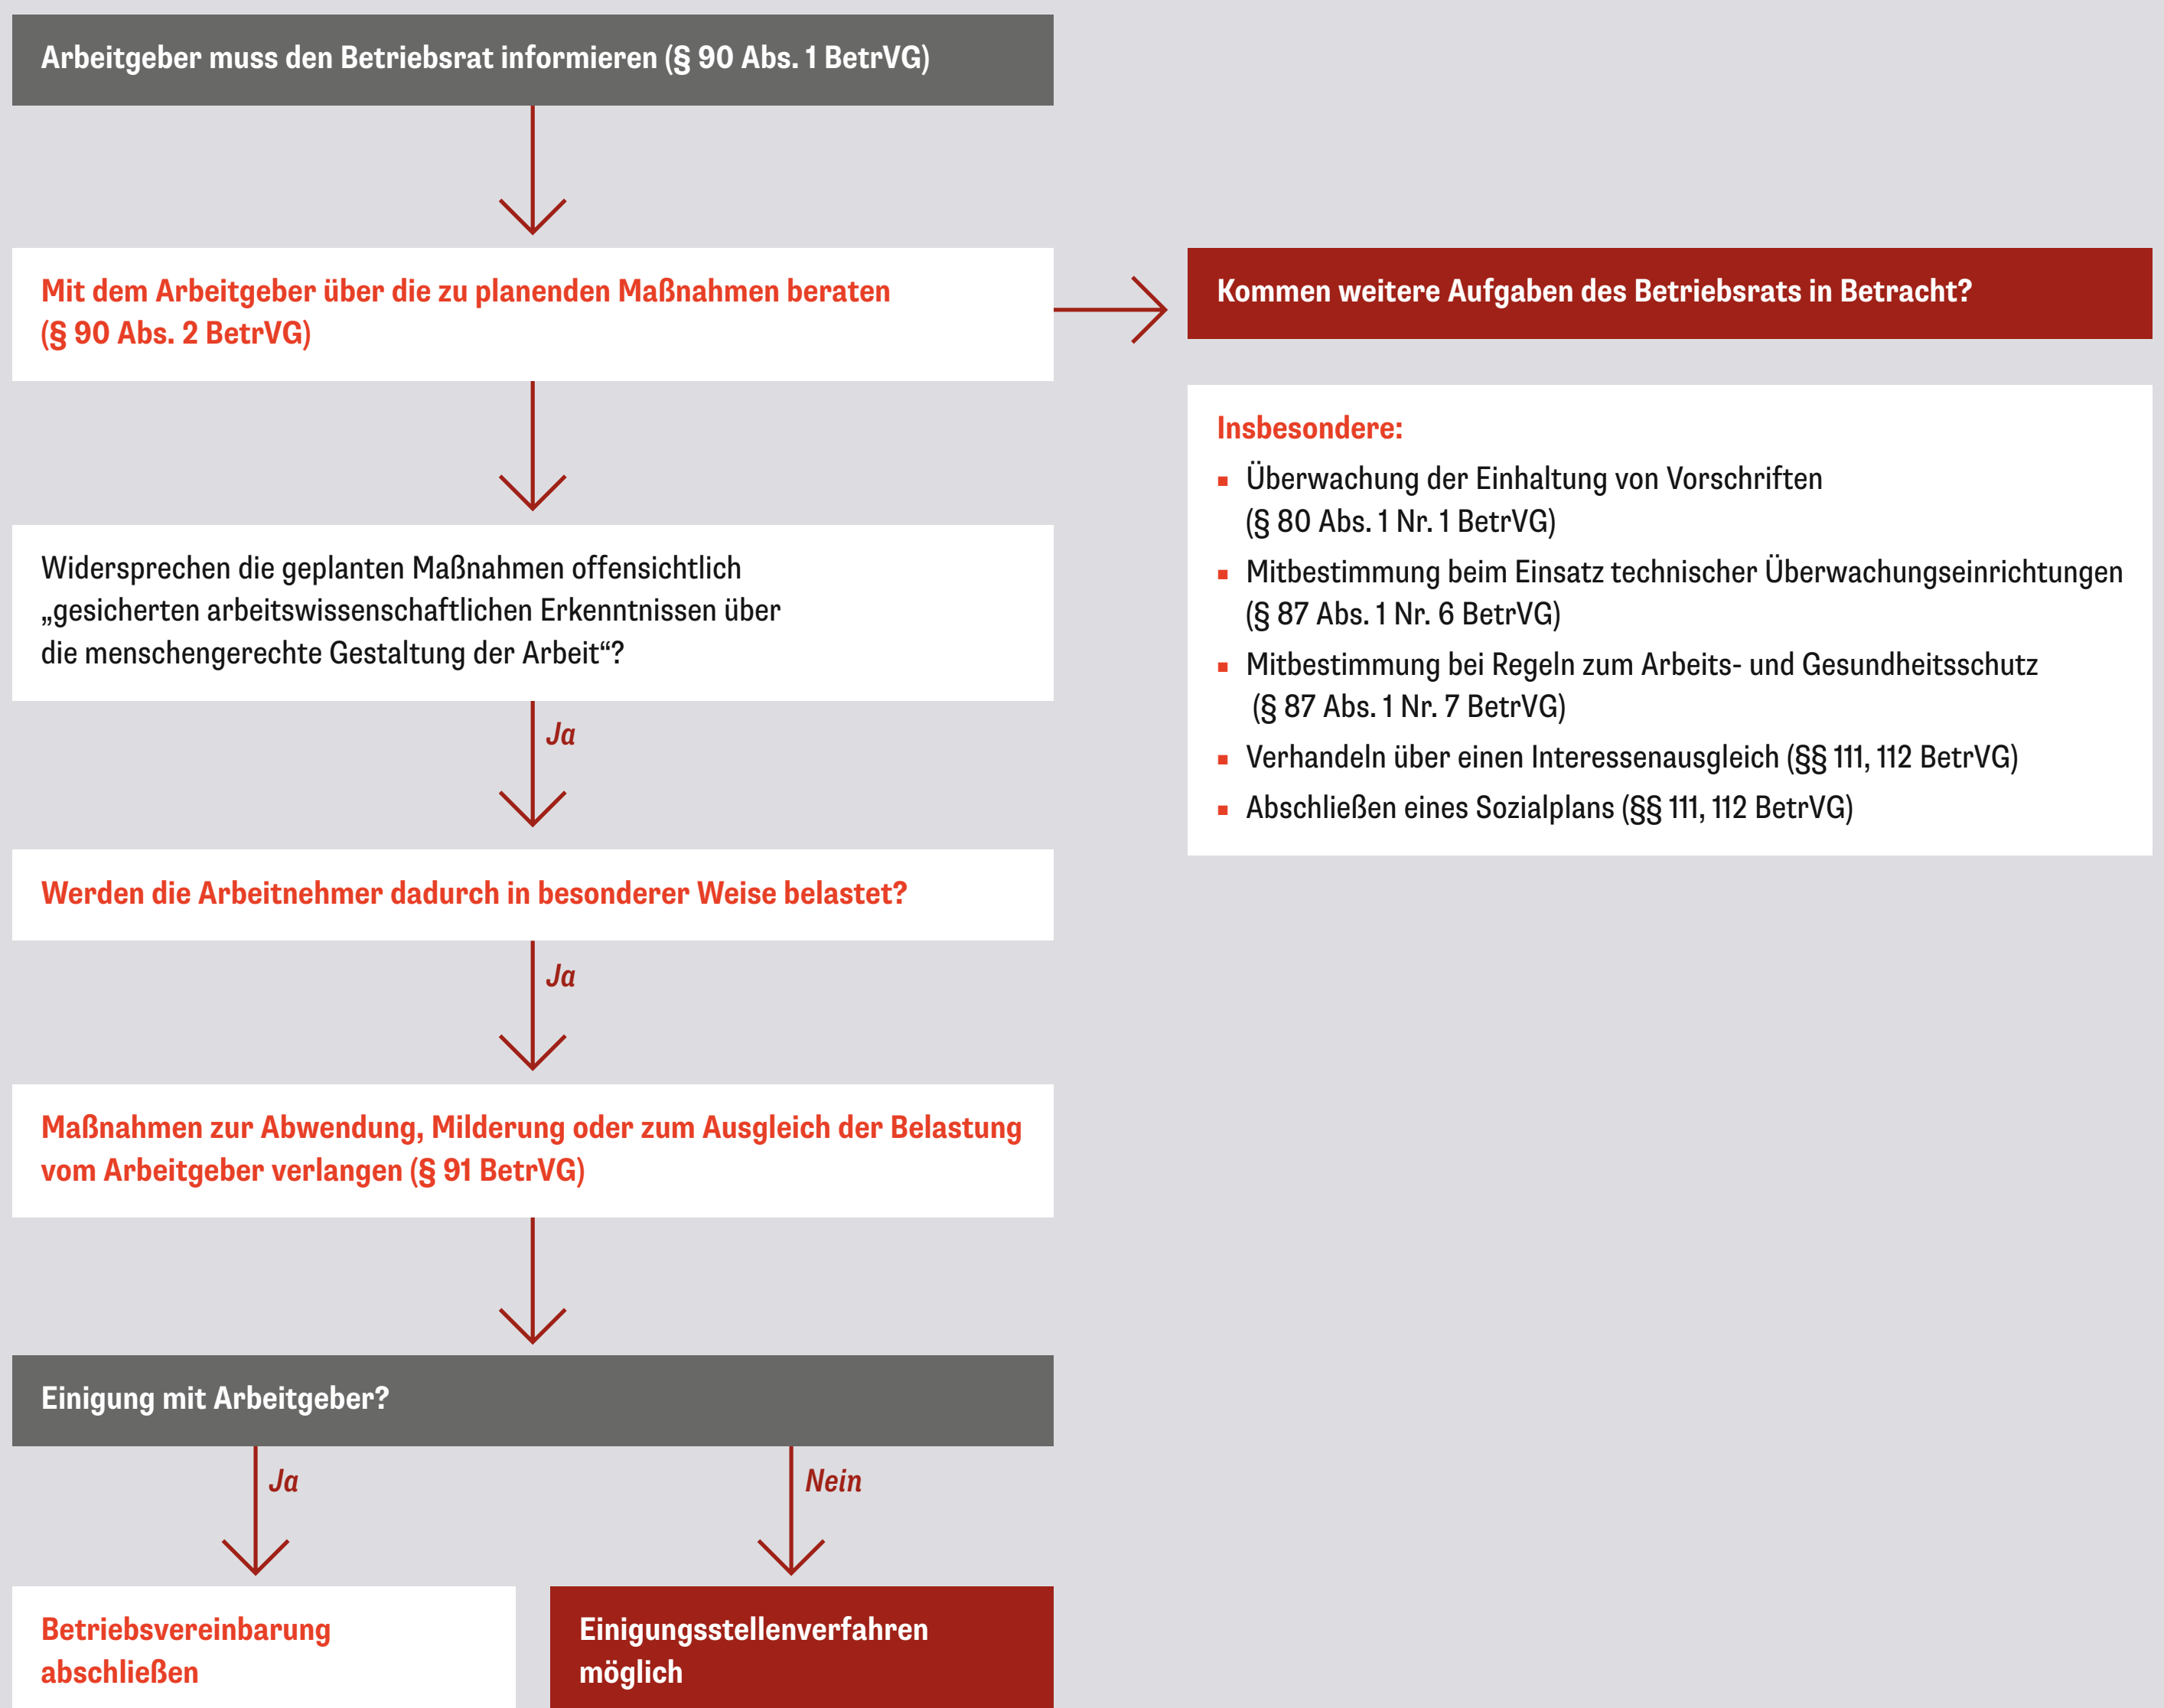 Arbeitgeber muss den Betriebsrat informieren (§ 90 Abs. 1 BetrVG)
Mit dem Arbeitgeber über die zu planenden Maßnahmen beraten
(§ 90 Abs. 2 BetrVG)
Kommen weitere Aufgaben des Betriebsrats in Betracht?
Insbesondere:
▪ Überwachung der Einhaltung von Vorschriften
(§ 80 Abs. 1 Nr. 1 BetrVG)
▪ Mitbestimmung beim Einsatz technischer Überwachungseinrichtungen
(§ 87 Abs. 1 Nr. 6 BetrVG)
▪ Mitbestimmung bei Regeln zum Arbeits- und Gesundheitsschutz
(§ 87 Abs. 1 Nr. 7 BetrVG)
▪ Verhandeln über einen Interessenausgleich (§§ 111, 112 BetrVG)
▪ Abschließen eines Sozialplans (§§ 111, 112 BetrVG)
Widersprechen die geplanten Maßnahmen offensichtlich
„gesicherten arbeitswissenschaftlichen Erkenntnissen über
die menschengerechte Gestaltung der Arbeit“?
Ja
Werden die Arbeitnehmer dadurch in besonderer Weise belastet?
Ja
Maßnahmen zur Abwendung, Milderung oder zum Ausgleich der Belastung
vom Arbeitgeber verlangen (§ 91 BetrVG)
Einigung mit Arbeitgeber?
Ja
Nein
Betriebsvereinbarung
abschließen
Einigungsstellenverfahren
möglich